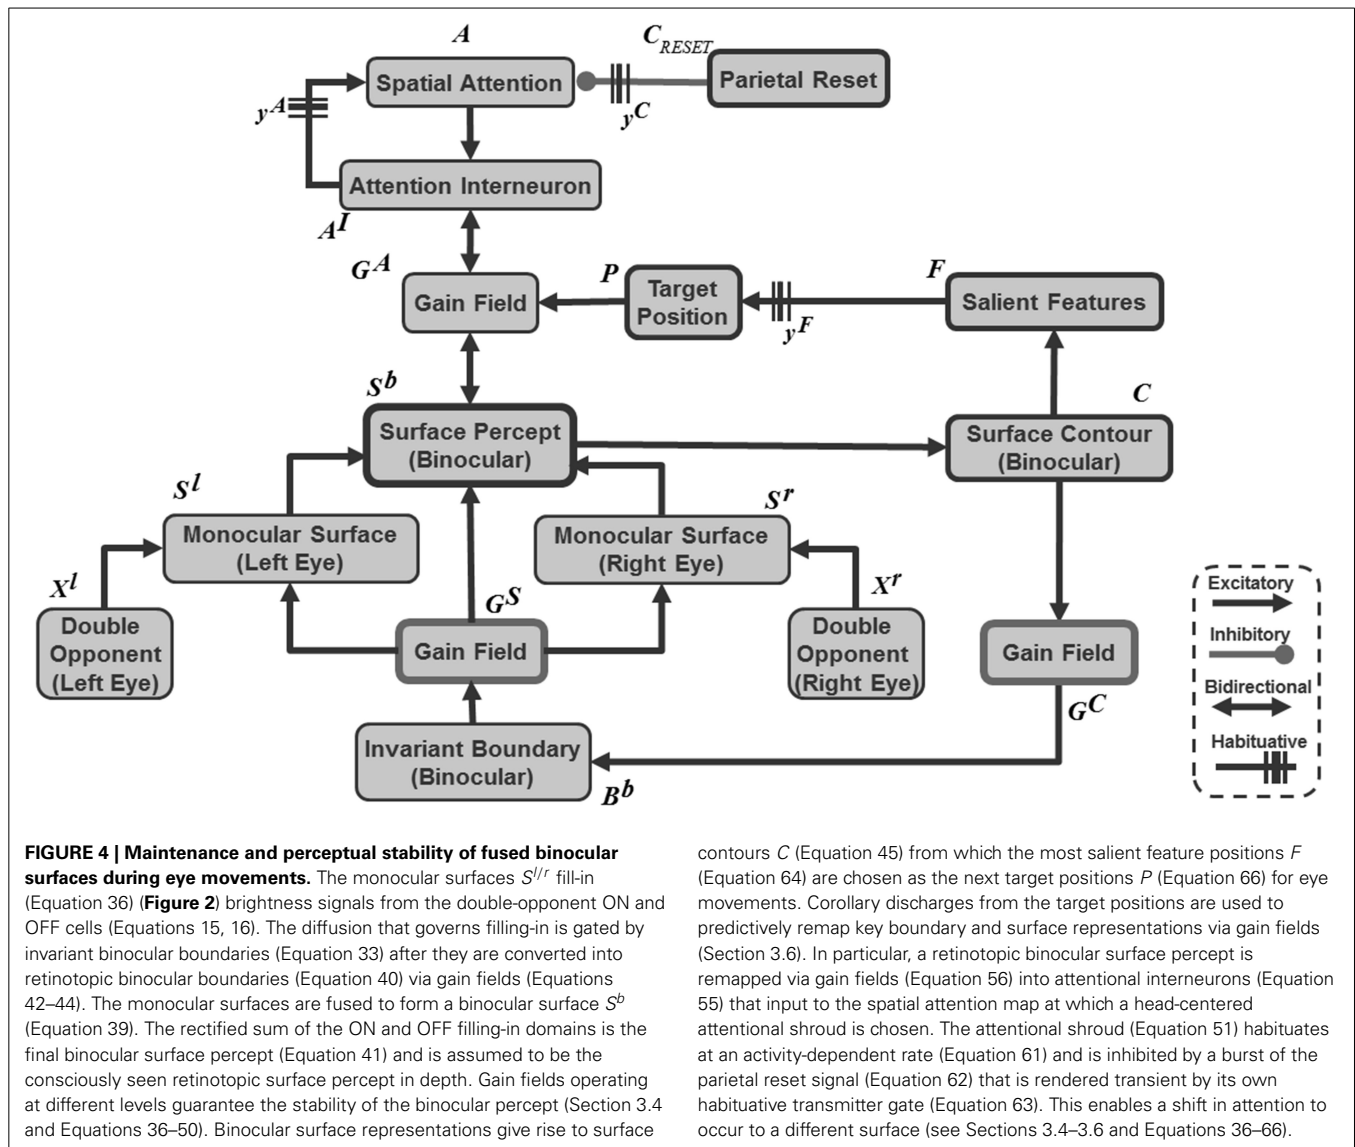 A
C_RESET
Spatial Attention
Parietal Reset
y^A
y^C
Attention Interneuron
A^I
G^A
P
F
Gain Field
Target
Position
Salient Features
y^F
S^b
C
Surface Percept
(Binocular)
Surface Contour
(Binocular)
S^l
S^r
Monocular Surface
(Left Eye)
Monocular Surface
(Right Eye)
X^l
G^S
X^r
Double
Opponent
(Left Eye)
Gain Field
Double
Opponent
(Right Eye)
Gain Field
G^C
Invariant Boundary
(Binocular)
B^b
Excitatory
Inhibitory
Bidirectional
Habituative
FIGURE 4 | Maintenance and perceptual stability of fused binocular
surfaces during eye movements. The monocular surfaces S^l/r fill-in
(Equation 36) (Figure 2) brightness signals from the double-opponent ON and
OFF cells (Equations 15, 16). The diffusion that governs filling-in is gated by
invariant binocular boundaries (Equation 33) after they are converted into
retinotopic binocular boundaries (Equation 40) via gain fields (Equations
42–44). The monocular surfaces are fused to form a binocular surface S^b
(Equation 39). The rectified sum of the ON and OFF filling-in domains is the
final binocular surface percept (Equation 41) and is assumed to be the
consciously seen retinotopic surface percept in depth. Gain fields operating
at different levels guarantee the stability of the binocular percept (Section 3.4
and Equations 36–50). Binocular surface representations give rise to surface
contours C (Equation 45) from which the most salient feature positions F
(Equation 64) are chosen as the next target positions P (Equation 66) for eye
movements. Corollary discharges from the target positions are used to
predictively remap key boundary and surface representations via gain fields
(Section 3.6). In particular, a retinotopic binocular surface percept is
remapped via gain fields (Equation 56) into attentional interneurons (Equation
55) that input to the spatial attention map at which a head-centered
attentional shroud is chosen. The attentional shroud (Equation 51) habituates
at an activity-dependent rate (Equation 61) and is inhibited by a burst of the
parietal reset signal (Equation 62) that is rendered transient by its own
habituative transmitter gate (Equation 63). This enables a shift in attention to
occur to a different surface (see Sections 3.4–3.6 and Equations 36–66).